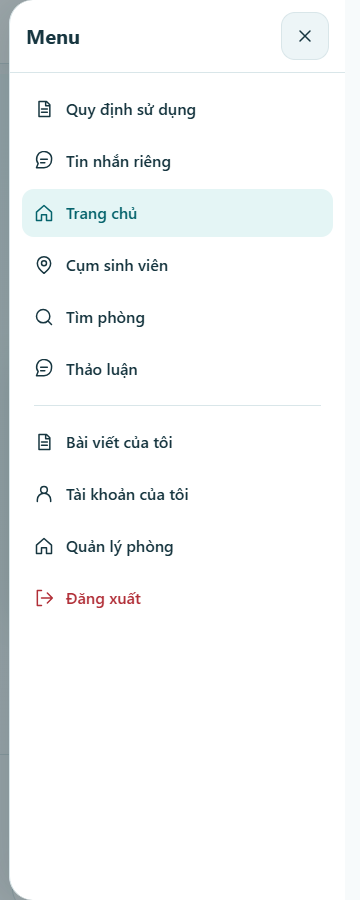 Menu
Quy định sử dụng
Tin nhắn riêng
Trang chủ
Cụm sinh viên
Tìm phòng
Thảo luận
Bài viết của tôi
Tài khoản của tôi
Quản lý phòng
Đăng xuất